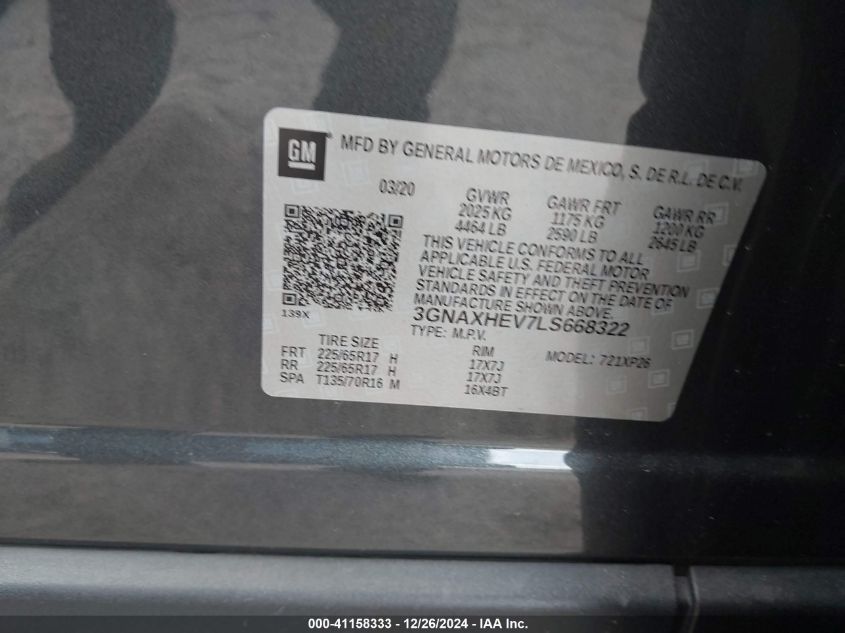 GM ® MFD BY GENERAL MOTORS DE MEXICO, S. DE R.L. DE C.V.
03/20
GVWR GAWR FRT GAWR RR
2025 KG 1175 KG 1200 KG
4464 LB 2590 LB 2645 LB
THIS VEHICLE CONFORMS TO ALL
APPLICABLE U.S. FEDERAL MOTOR
VEHICLE SAFETY AND THEFT PREVENTION
STANDARDS IN EFFECT ON THE DATE OF
MANUFACTURE SHOWN ABOVE.
139X 3GNAXHEV7LS668322
TYPE: M.P.V.
TIRE SIZE RIM MODEL: 721XP26
FRT 225/65R17 H 17X7J
RR 225/65R17 H 17X7J
SPA T135/70R16 M 16X4BT
000-41158333 - 12/26/2024 - IAA Inc.